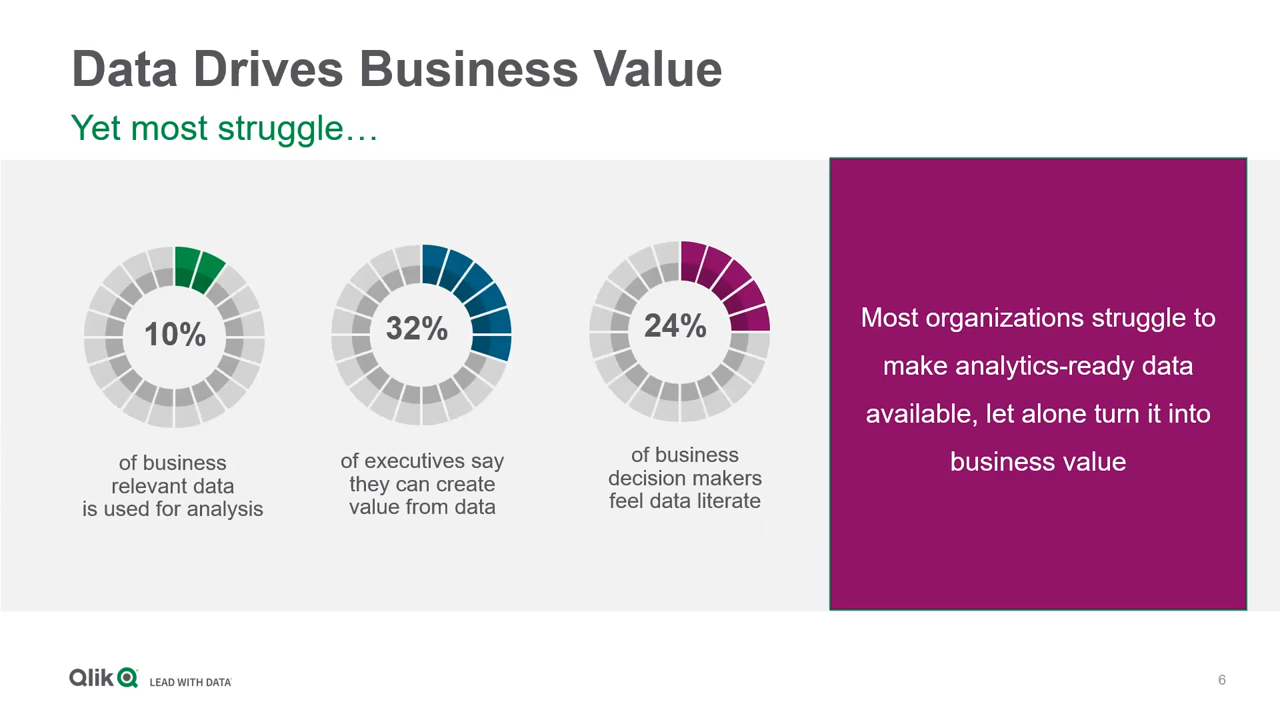 Data Drives Business Value
Yet most struggle…
10%
of business
relevant data
is used for analysis
32%
of executives say
they can create
value from data
24%
of business
decision makers
feel data literate
Most organizations struggle to
make analytics-ready data
available, let alone turn it into
business value
Qlik
LEAD WITH DATA
6